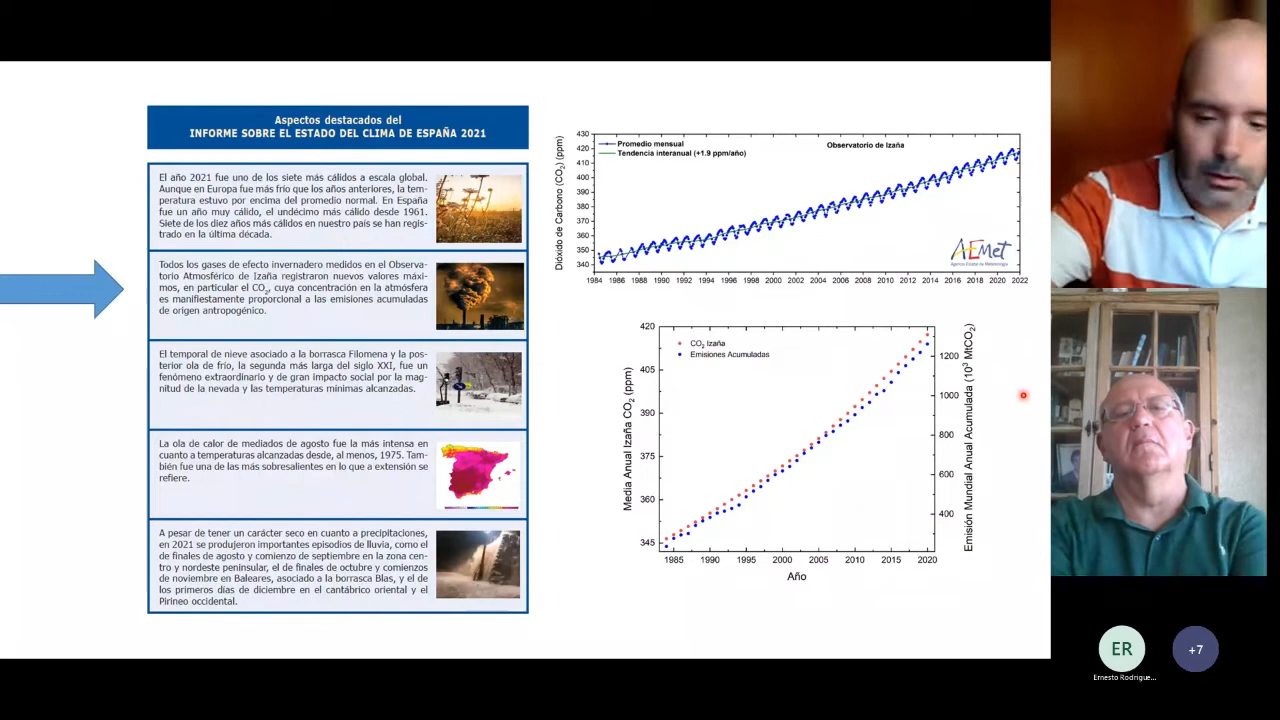 Aspectos destacados del
INFORME SOBRE EL ESTADO DEL CLIMA DE ESPAÑA 2021
El año 2021 fue uno de los siete más cálidos a escala global.
Aunque en Europa fue más frío que los años anteriores, la tem-
peratura estuvo por encima del promedio normal. En España
fue un año muy cálido, el undécimo más cálido desde 1961.
Siete de los diez años más cálidos en nuestro país se han regis-
trado en la última década.
Todos los gases de efecto invernadero medidos en el Observa-
torio Atmosférico de Izaña registraron nuevos valores máxi-
mos, en particular el CO₂, cuya concentración en la atmósfera
es manifiestamente proporcional a las emisiones acumuladas
de origen antropogénico.
El temporal de nieve asociado a la borrasca Filomena y la pos-
terior ola de frío, la segunda más larga del siglo XXI, fue un
fenómeno extraordinario y de gran impacto social por la mag-
nitud de la nevada y las temperaturas mínimas alcanzadas.
La ola de calor de mediados de agosto fue la más intensa en
cuanto a temperaturas alcanzadas desde, al menos, 1975. Tam-
bién fue una de las más sobresalientes en lo que a extensión se
refiere.
A pesar de tener un carácter seco en cuanto a precipitaciones,
en 2021 se produjeron importantes episodios de lluvia, como el
de finales de agosto y comienzo de septiembre en la zona cen-
tro y nordeste peninsular, el de finales de octubre y comienzos
de noviembre en Baleares, asociado a la borrasca Blas, y el de
los primeros días de diciembre en el cantábrico oriental y el
Pirineo occidental.
Dióxido de Carbono (CO₂) (ppm)
430
420
410
400
390
380
370
360
350
340
Promedio mensual
Tendencia interanual (+1.9 ppm/año)
Observatorio de Izaña
AEMet
Agencia Estatal de Meteorología
1984 1986 1988 1990 1992 1994 1996 1998 2000 2002 2004 2006 2008 2010 2012 2014 2016 2018 2020 2022
Media Anual Izaña CO₂ (ppm)
420
405
390
375
360
345
CO₂ Izaña
Emisiones Acumuladas
1200
1000
800
600
400
Emisión Mundial Anual Acumulada (10³ MtCO₂)
1985 1990 1995 2000 2005 2010 2015 2020
Año
ER
+7
Ernesto Rodrigue...